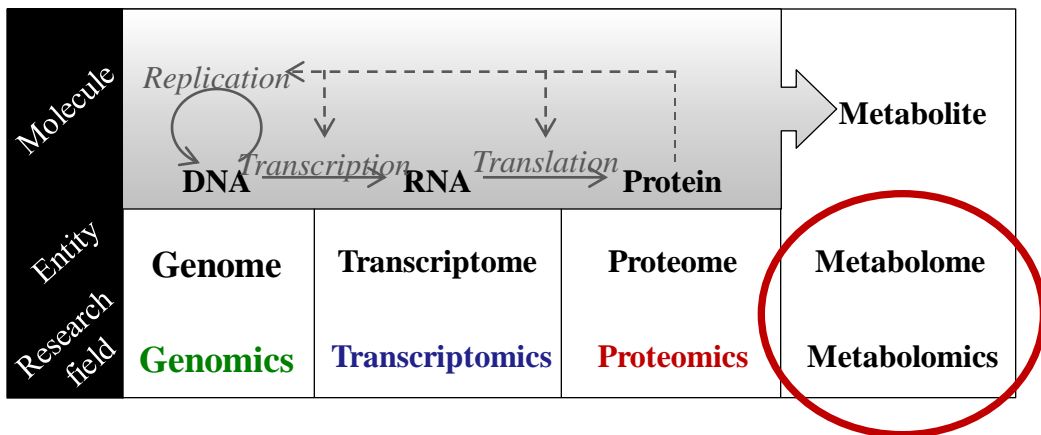 Molecule
Replication
Transcription
Translation
DNA
RNA
Protein
Metabolite
Entity
Genome
Transcriptome
Proteome
Metabolome
Research
field
Genomics
Transcriptomics
Proteomics
Metabolomics